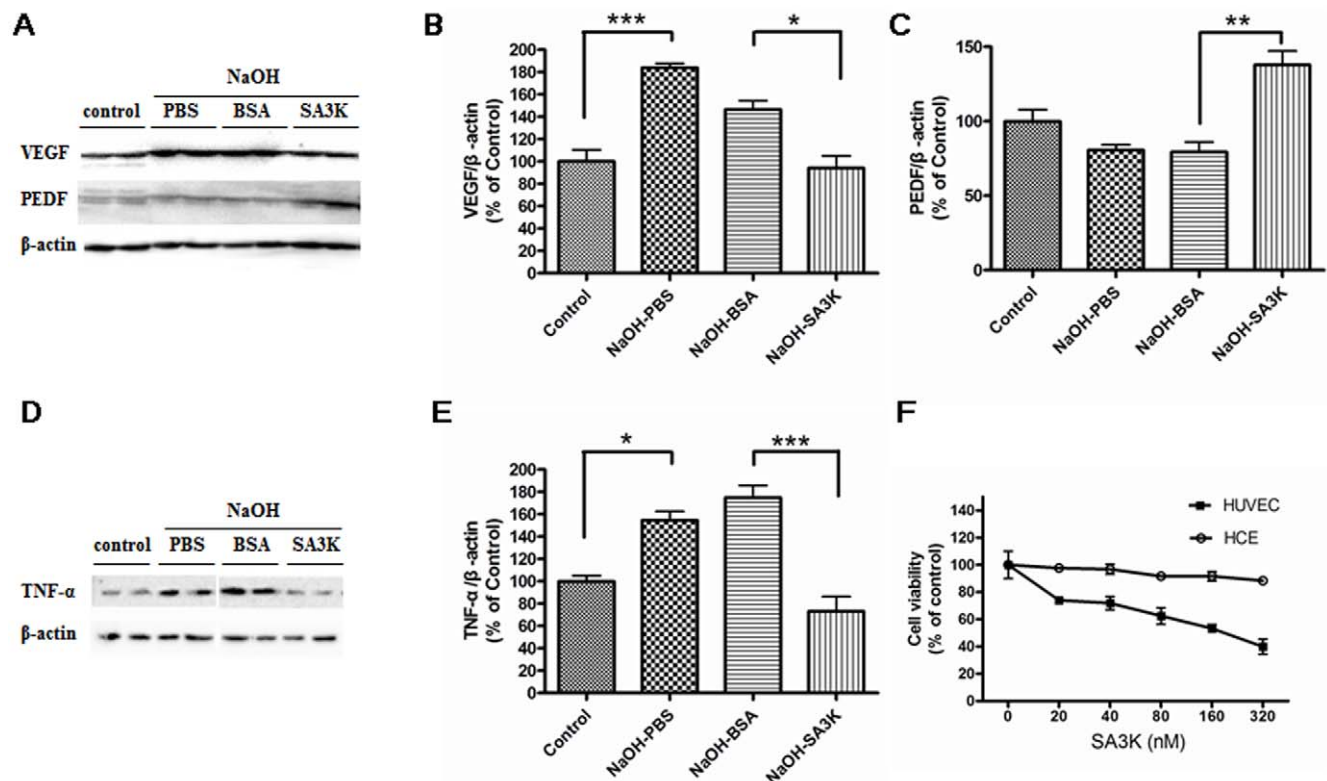 A
NaOH
control PBS BSA SA3K
VEGF
PEDF
β-actin
B
*** *
200
180
160
140
120
100
80
60
40
20
0
VEGF/β -actin
(% of Control)
Control
NaOH-PBS
NaOH-BSA
NaOH-SA3K
C
**
150
100
50
0
PEDF/β -actin
(% of Control)
Control
NaOH-PBS
NaOH-BSA
NaOH-SA3K
D
NaOH
control PBS BSA SA3K
TNF-α
β-actin
E
* ***
200
180
160
140
120
100
80
60
40
20
0
TNF-α/β -actin
(% of Control)
Control
NaOH-PBS
NaOH-BSA
NaOH-SA3K
F
HUVEC
HCE
140
120
100
80
60
40
20
0
Cell viability
(% of control)
0 20 40 80 160 320
SA3K (nM)